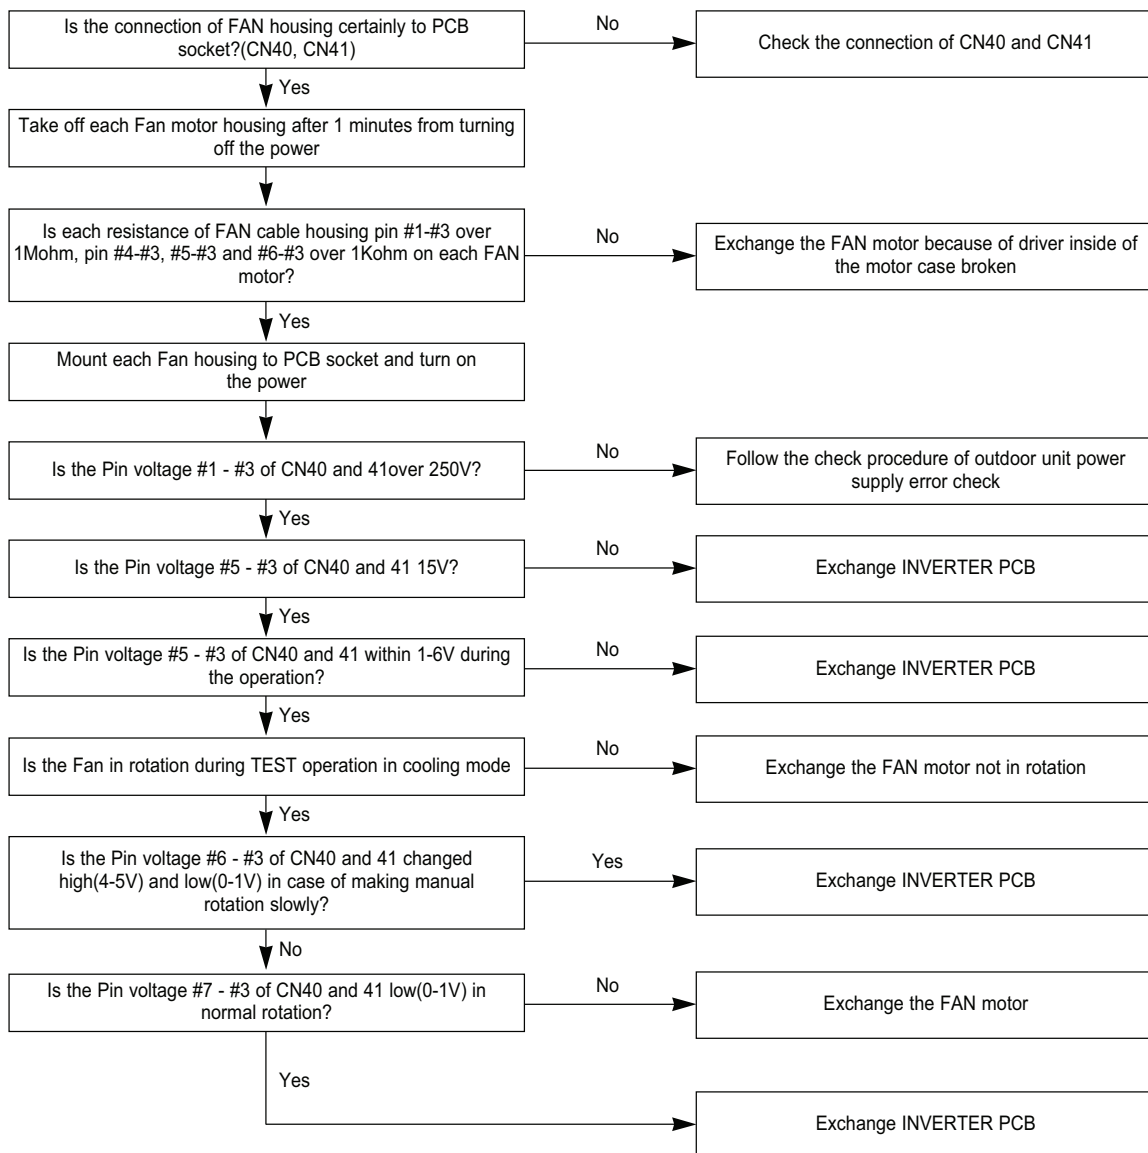 Is the connection of FAN housing certainly to PCB
socket?(CN40, CN41)
No
Check the connection of CN40 and CN41
Yes
Take off each Fan motor housing after 1 minutes from turning
off the power
Is each resistance of FAN cable housing pin #1-#3 over
1Mohm, pin #4-#3, #5-#3 and #6-#3 over 1Kohm on each FAN
motor?
No
Exchange the FAN motor because of driver inside of
the motor case broken
Yes
Mount each Fan housing to PCB socket and turn on
the power
Is the Pin voltage #1 - #3 of CN40 and 41over 250V?
No
Follow the check procedure of outdoor unit power
supply error check
Yes
Is the Pin voltage #5 - #3 of CN40 and 41 15V?
No
Exchange INVERTER PCB
Yes
Is the Pin voltage #5 - #3 of CN40 and 41 within 1-6V during
the operation?
No
Exchange INVERTER PCB
Yes
Is the Fan in rotation during TEST operation in cooling mode
No
Exchange the FAN motor not in rotation
Yes
Is the Pin voltage #6 - #3 of CN40 and 41 changed
high(4-5V) and low(0-1V) in case of making manual
rotation slowly?
Yes
Exchange INVERTER PCB
No
Is the Pin voltage #7 - #3 of CN40 and 41 low(0-1V) in
normal rotation?
No
Exchange the FAN motor
Yes
Exchange INVERTER PCB